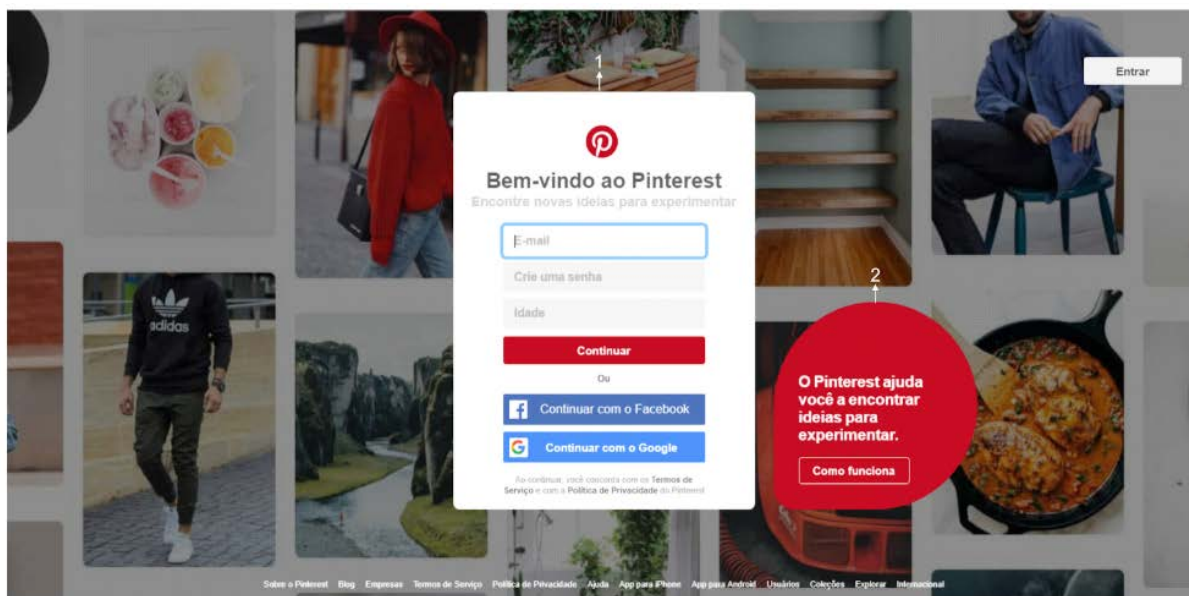 1
Entrar
Bem-vindo ao Pinterest
Encontre novas ideias para experimentar
E-mail
Crie uma senha
Idade
Continuar
Ou
Continuar com o Facebook
Continuar com o Google
Ao continuar, você concorda com os Termos de
Serviço e com a Política de Privacidade do Pinterest
adidas
2
O Pinterest ajuda
você a encontrar
ideias para
experimentar.
Como funciona
Sobre o Pinterest Blog Empresas Termos de Serviço Política de Privacidade Ajuda App para iPhone App para Android Usuários Coleções Explorar Internacional